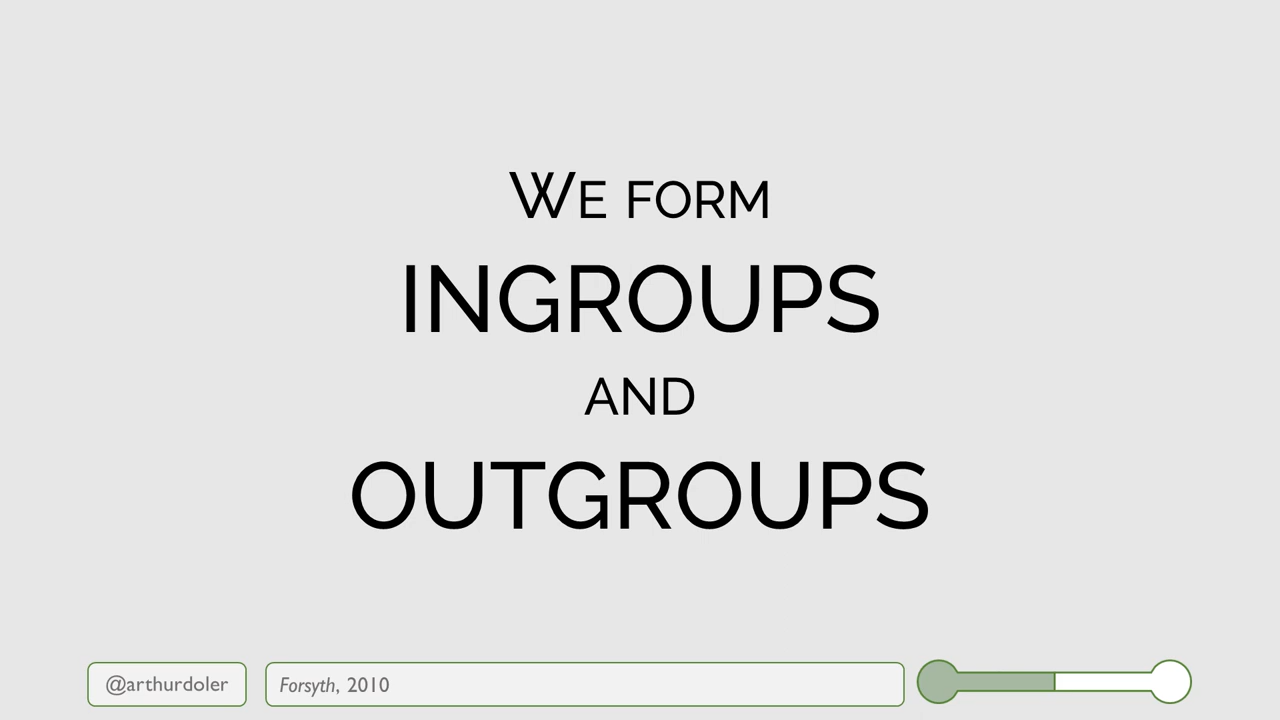 We form
INGROUPS
AND
OUTGROUPS
@arthurdoler
Forsyth, 2010